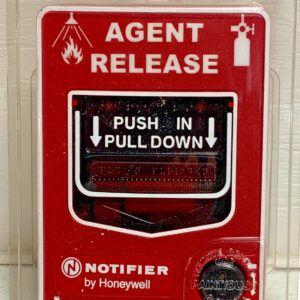 AGENT
RELEASE
PUSH IN
PULL DOWN
N NOTIFIER
by Honeywell